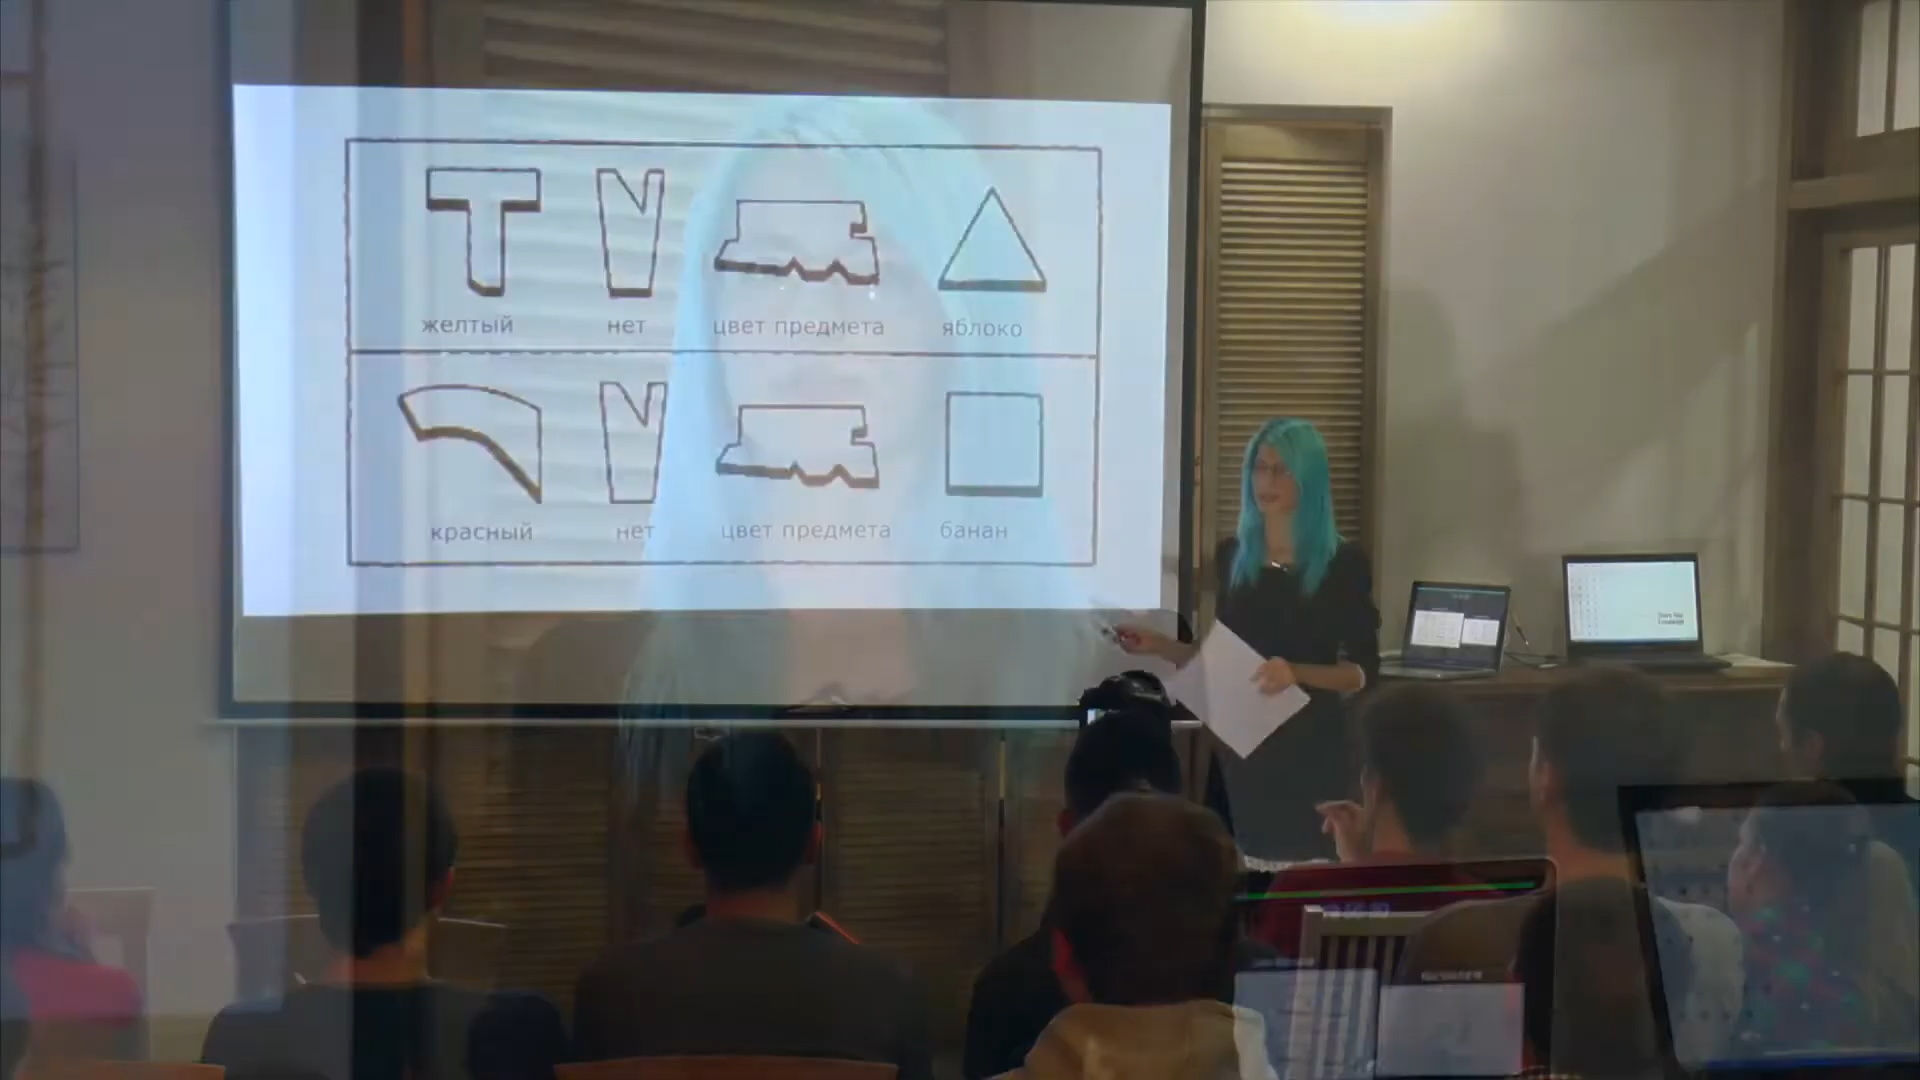 желтый нет цвет предмета яблоко
красный нет цвет предмета банан